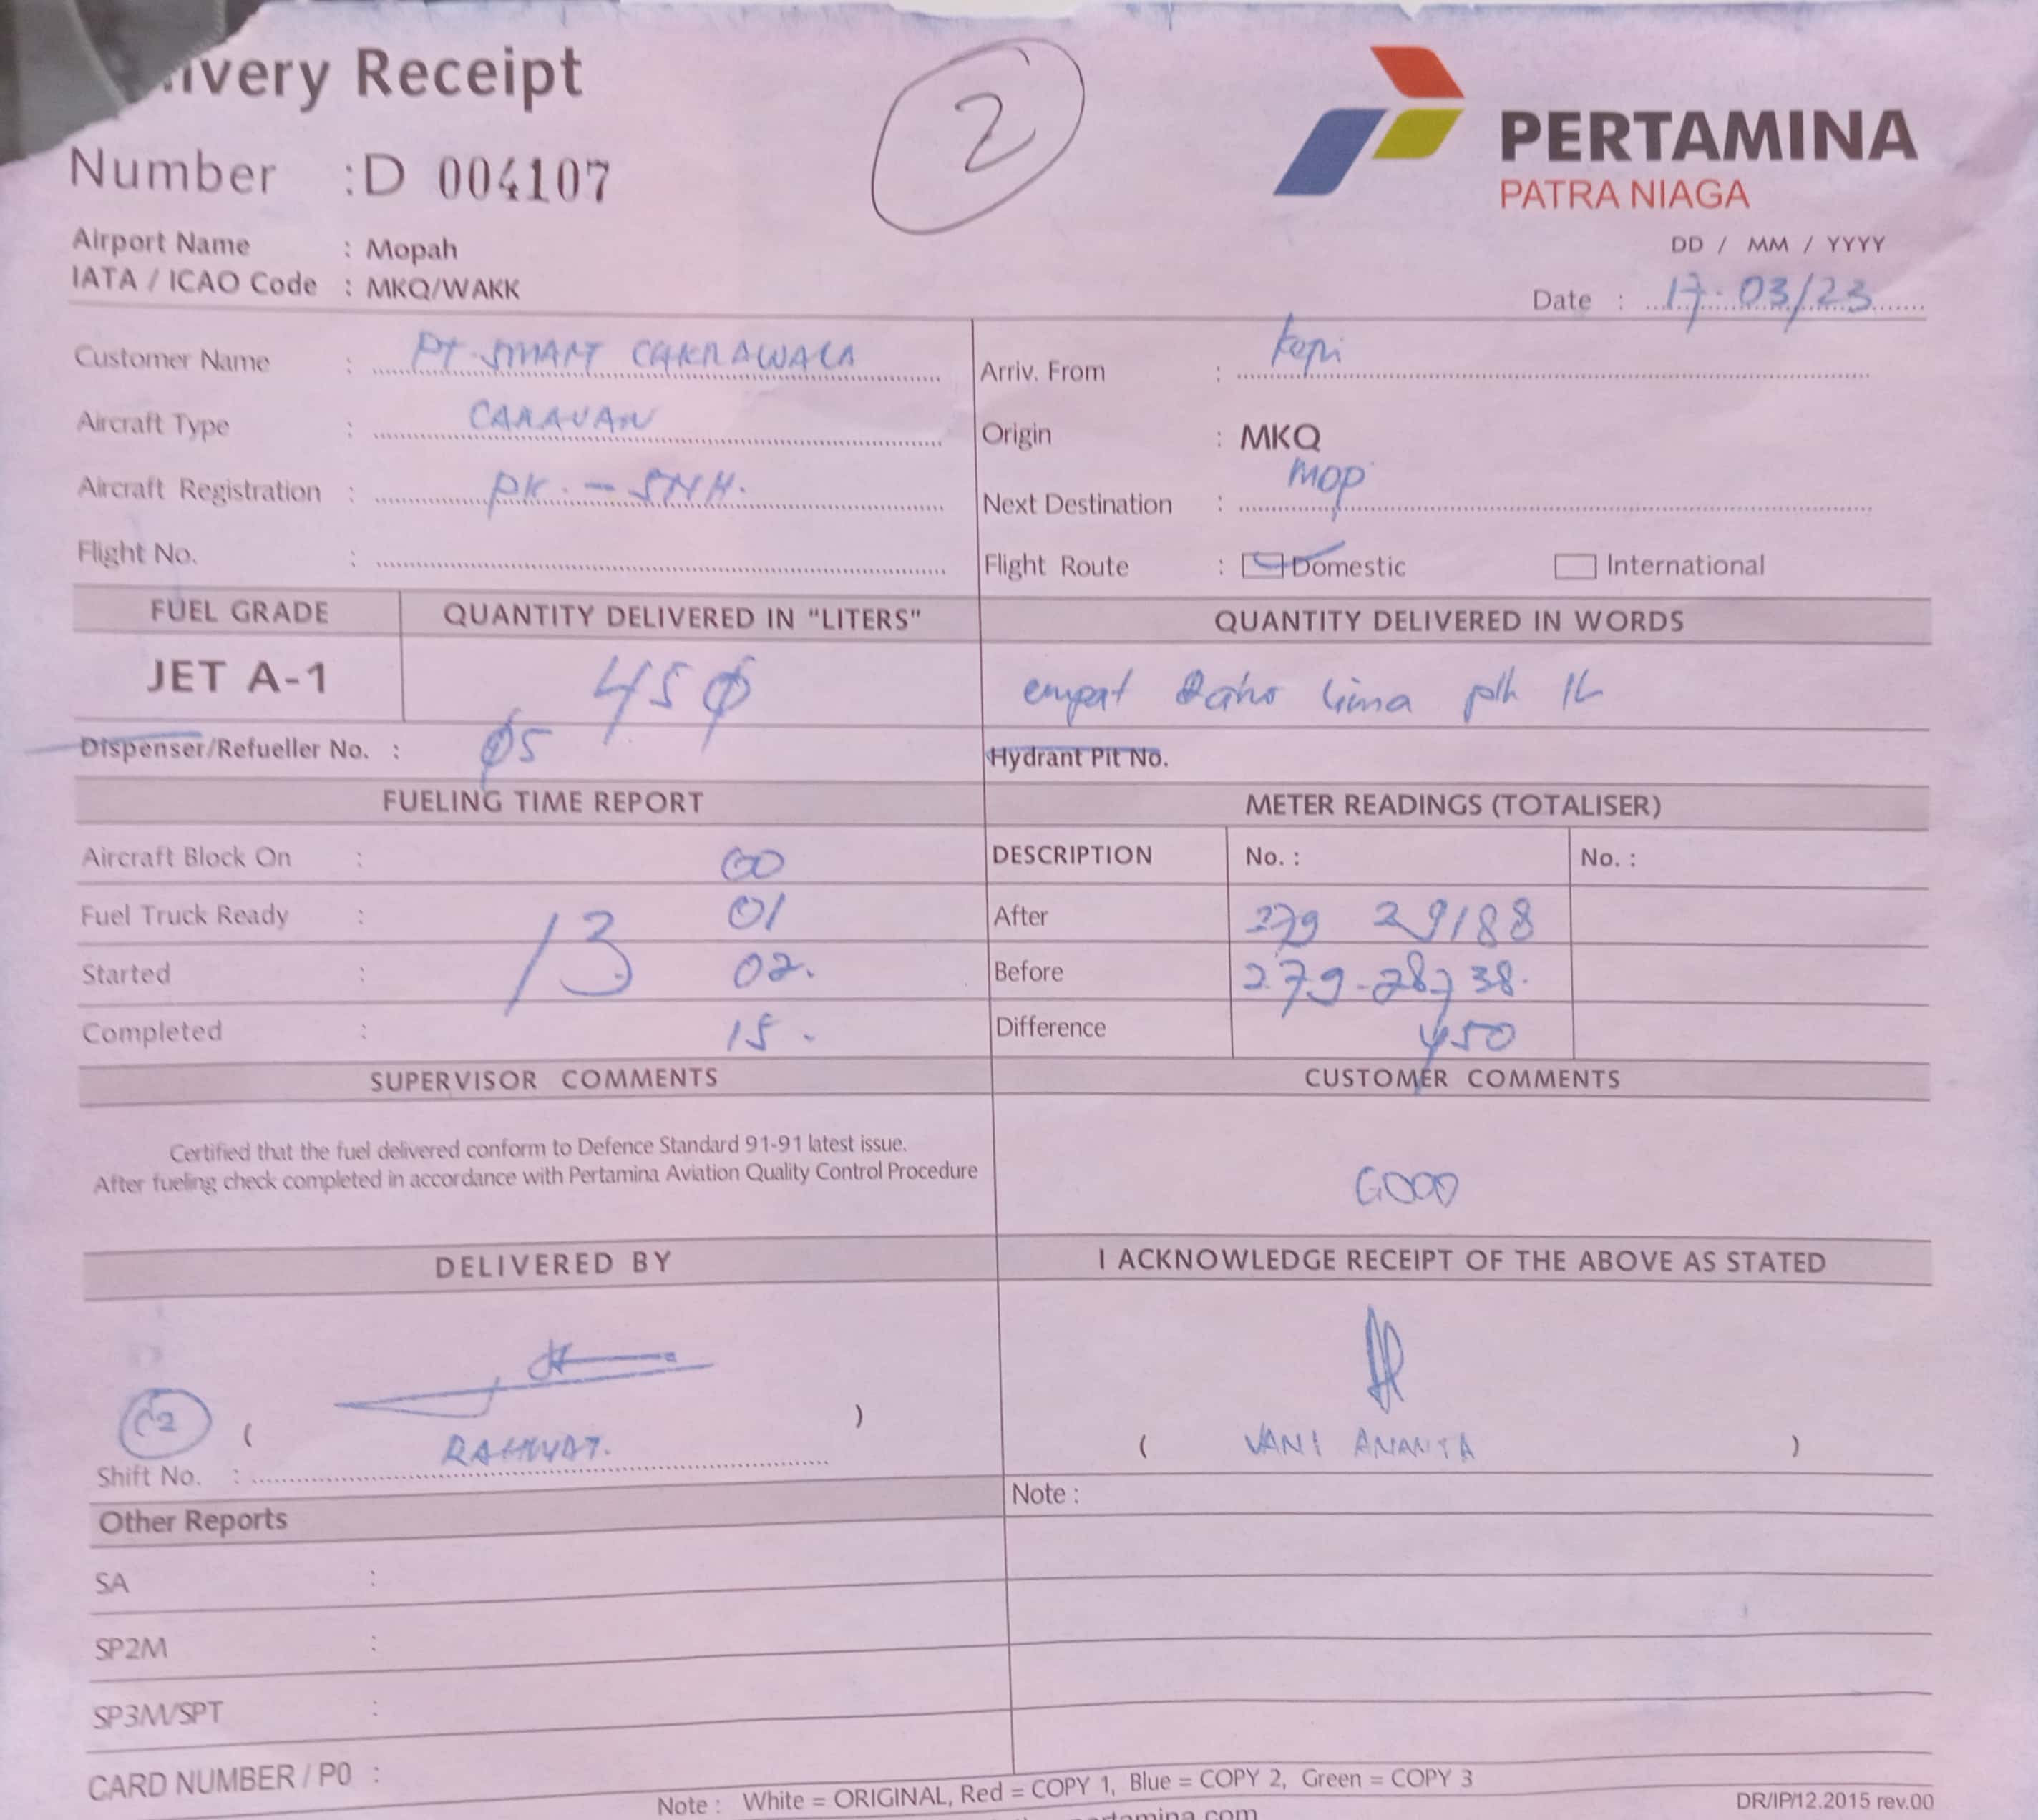 ivery Receipt
2
PERTAMINA
PATRA NIAGA
Number :D 004107
Airport Name : Mopah
IATA / ICAO Code : MKQ/WAKK
DD / MM / YYYY
Date : 17-03/23
Customer Name : PT SMART CAKRAWALA
Aircraft Type : CARAVAN
Aircraft Registration : PK - SNH.
Flight No. :
Arriv. From : kepi
Origin : MKQ
Next Destination : MOP
Flight Route : Domestic International
FUEL GRADE QUANTITY DELIVERED IN "LITERS" QUANTITY DELIVERED IN WORDS
JET A-1 450 empat Ratus lima plh
Dispenser/Refueller No. : 05 Hydrant Pit No.
FUELING TIME REPORT
Aircraft Block On : 00
Fuel Truck Ready : 01
13
Started : 02.
Completed : 15 -
METER READINGS (TOTALISER)
DESCRIPTION No. : No. :
After 279 29188
Before 279-28738.
Difference 450
SUPERVISOR COMMENTS
Certified that the fuel delivered conform to Defence Standard 91-91 latest issue.
After fueling check completed in accordance with Pertamina Aviation Quality Control Procedure
CUSTOMER COMMENTS
GOOD
DELIVERED BY
( )
RAHMAT.
Shift No. :
I ACKNOWLEDGE RECEIPT OF THE ABOVE AS STATED
( VANI ANANTA )
Note :
Other Reports
SA :
SP2M :
SP3M/SPT :
CARD NUMBER / P0 :
Note : White = ORIGINAL, Red = COPY 1, Blue = COPY 2, Green = COPY 3
DR/IP/12.2015 rev.00